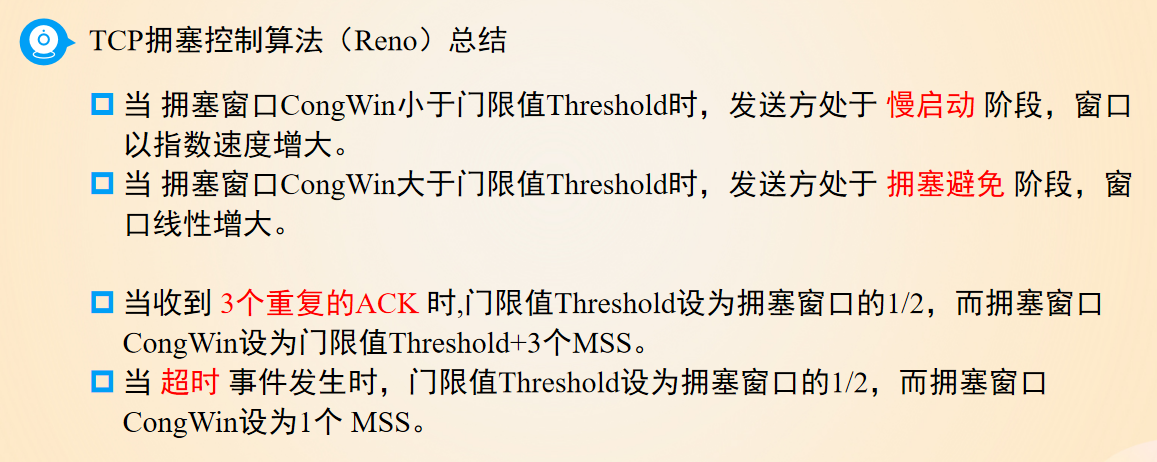 TCP拥塞控制算法（Reno）总结
当 拥塞窗口CongWin小于门限值Threshold时，发送方处于 慢启动 阶段，窗口
以指数速度增大。
当 拥塞窗口CongWin大于门限值Threshold时，发送方处于 拥塞避免 阶段，窗
口线性增大。
当收到 3个重复的ACK 时,门限值Threshold设为拥塞窗口的1/2，而拥塞窗口
CongWin设为门限值Threshold+3个MSS。
当 超时 事件发生时，门限值Threshold设为拥塞窗口的1/2，而拥塞窗口
CongWin设为1个 MSS。